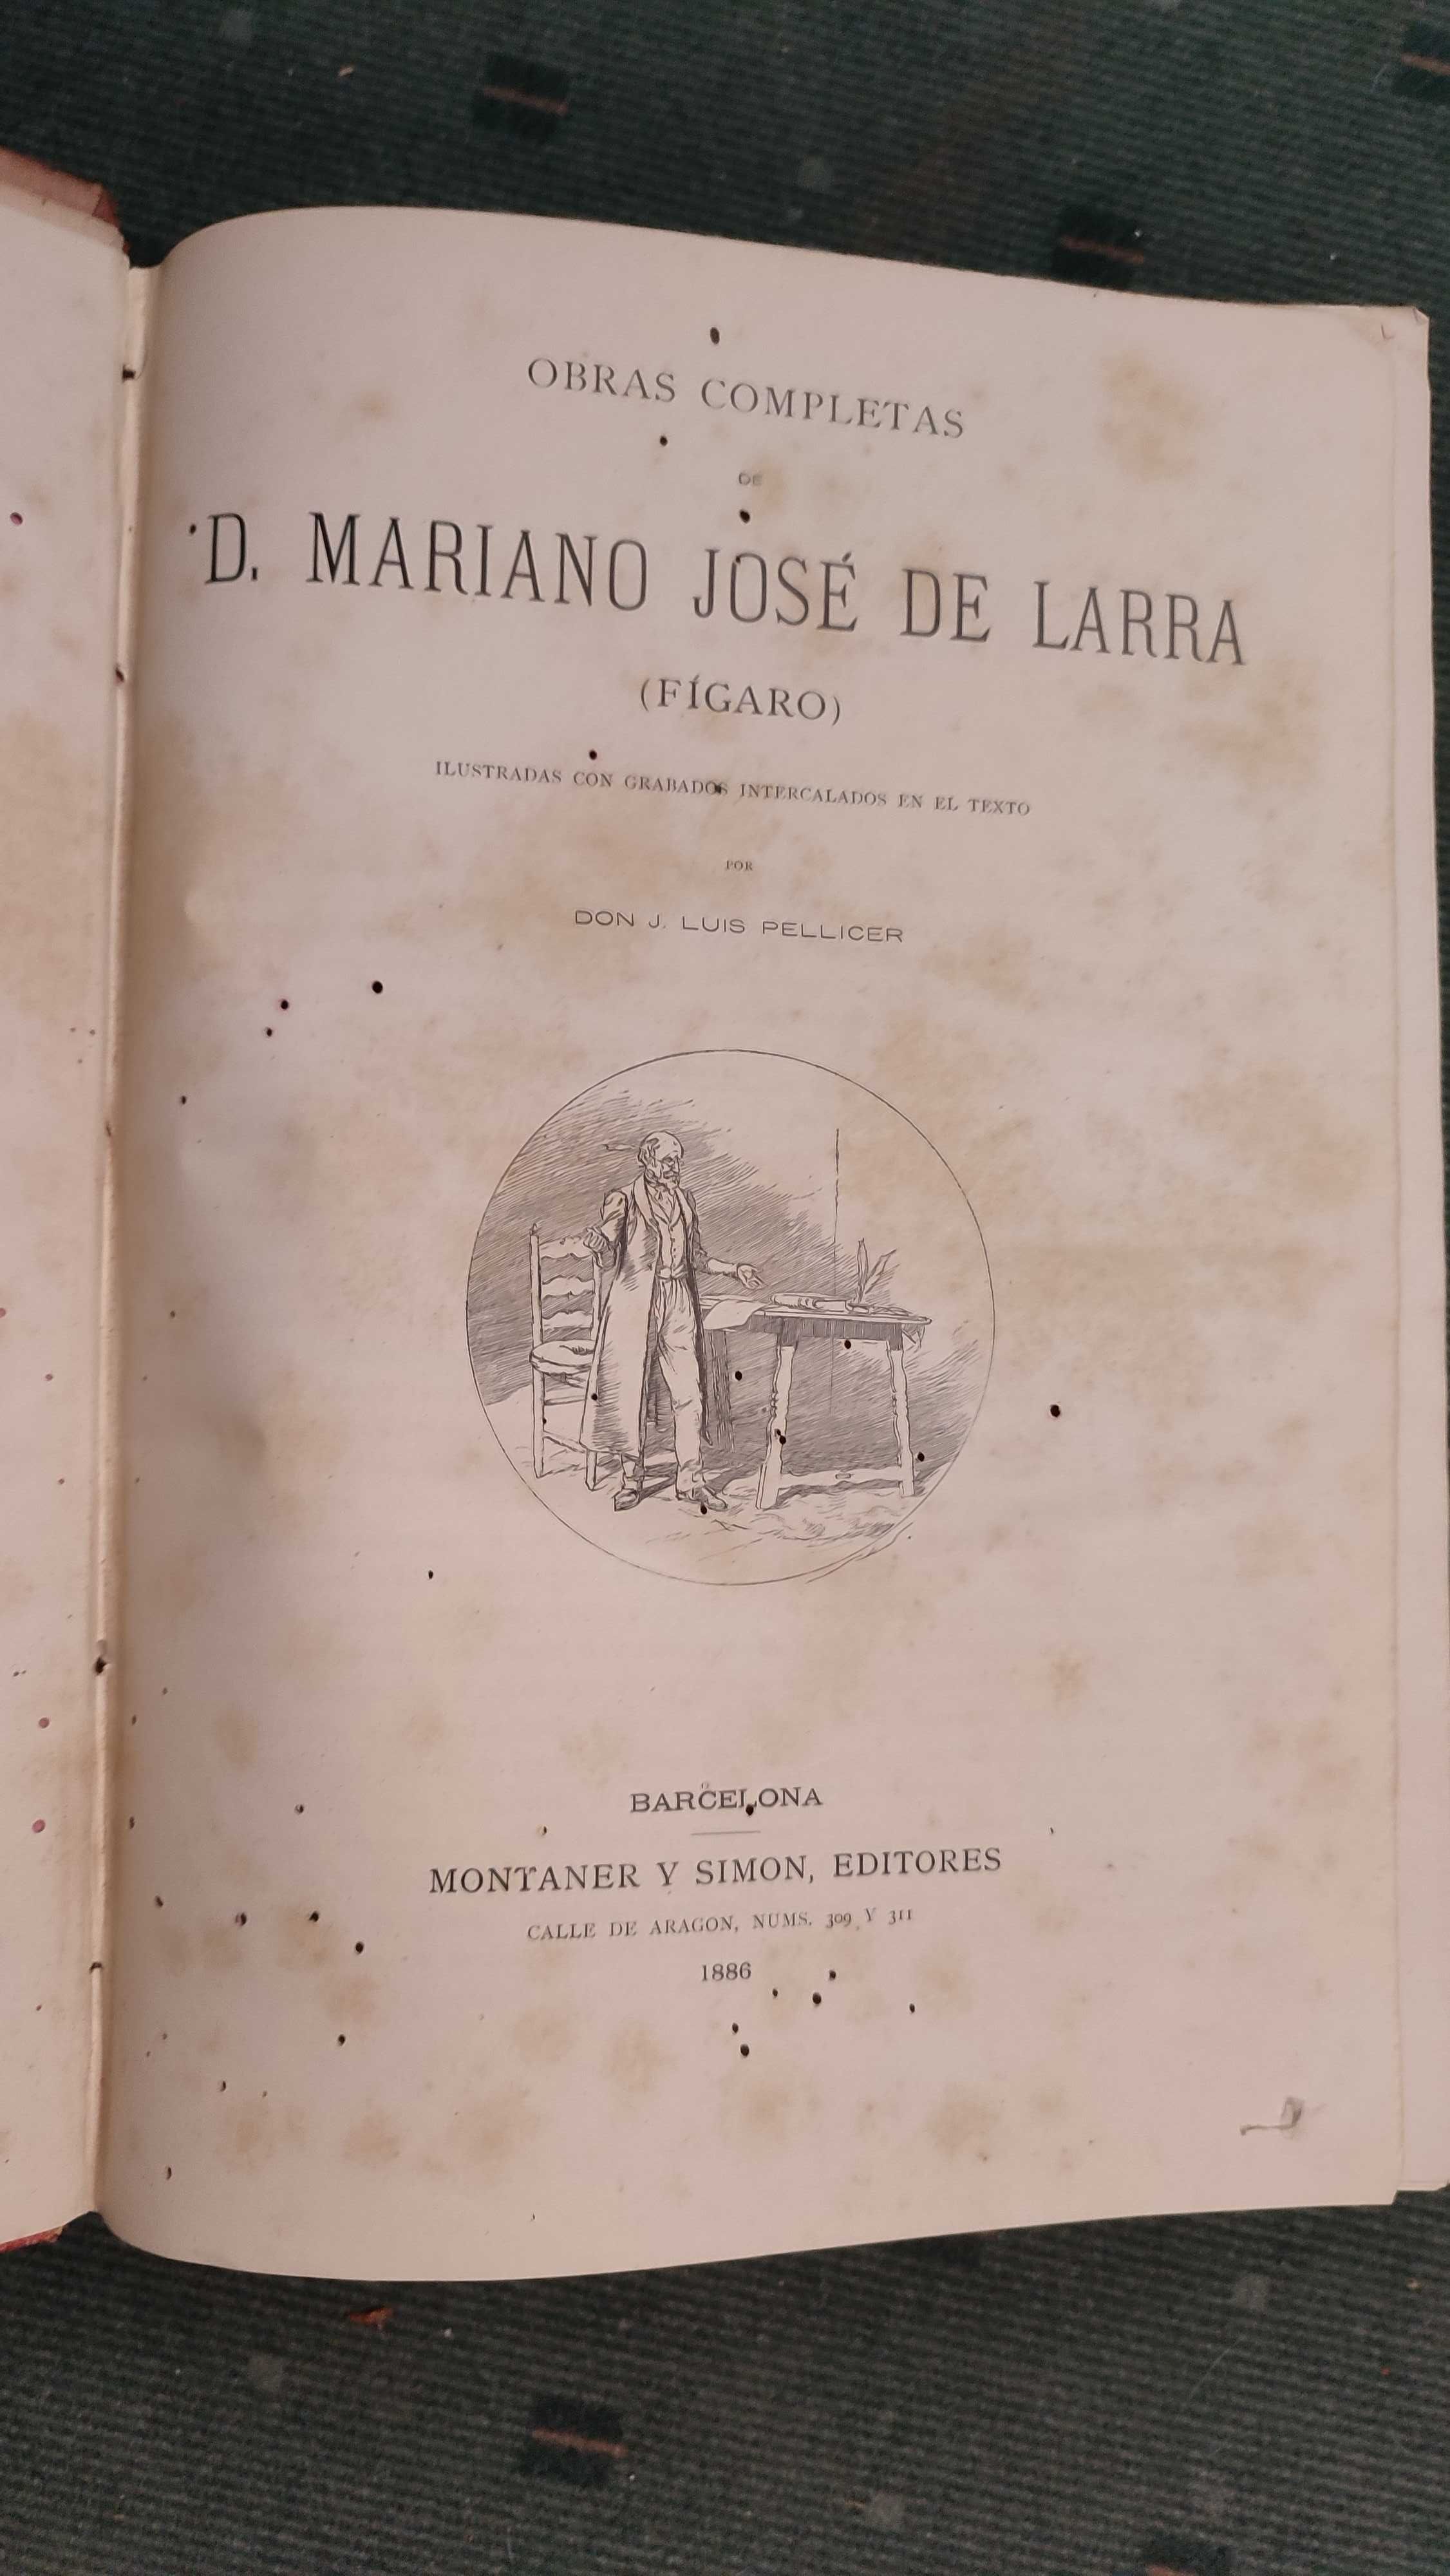 OBRAS COMPLETAS
DE
D. MARIANO JOSÉ DE LARRA
(FÍGARO)
ILUSTRADAS CON GRABADOS INTERCALADOS EN EL TEXTO
POR
DON J. LUIS PELLICER
BARCELONA
MONTANER Y SIMON, EDITORES
CALLE DE ARAGON, NUMS. 309 Y 311
1886